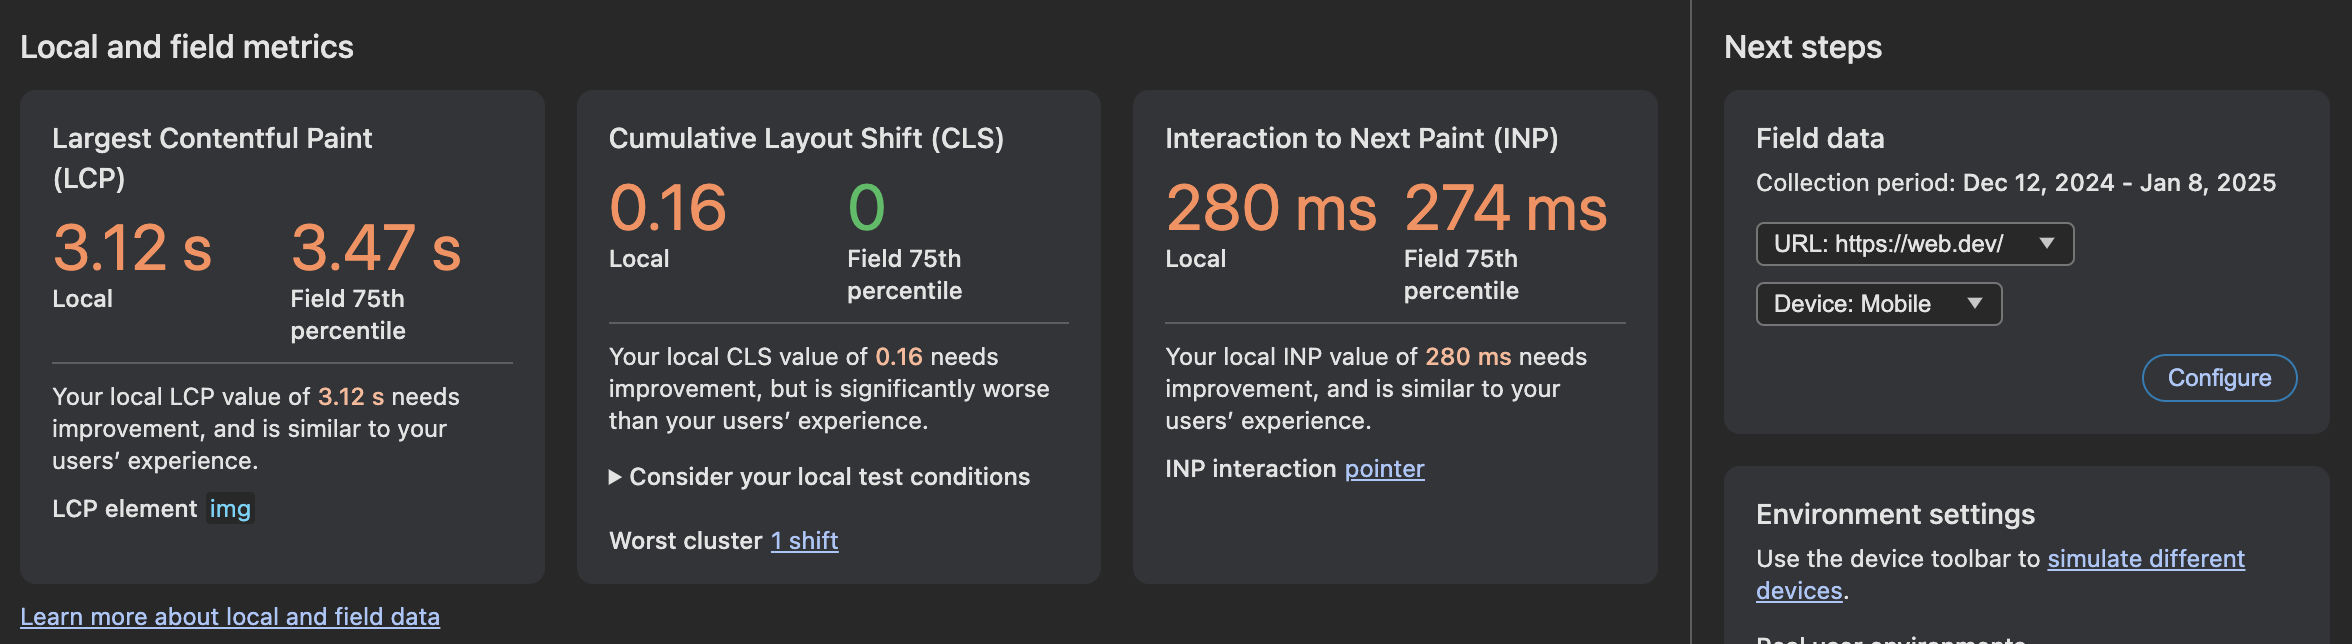 Local and field metrics
Largest Contentful Paint
(LCP)
3.12 s
Local
3.47 s
Field 75th
percentile
Your local LCP value of 3.12 s needs
improvement, and is similar to your
users’ experience.
LCP element img
Cumulative Layout Shift (CLS)
0.16
Local
0
Field 75th
percentile
Your local CLS value of 0.16 needs
improvement, but is significantly worse
than your users’ experience.
Consider your local test conditions
Worst cluster 1 shift
Interaction to Next Paint (INP)
280 ms
Local
274 ms
Field 75th
percentile
Your local INP value of 280 ms needs
improvement, and is similar to your
users’ experience.
INP interaction pointer
Learn more about local and field data
Next steps
Field data
Collection period: Dec 12, 2024 - Jan 8, 2025
URL: https://web.dev/
Device: Mobile
Configure
Environment settings
Use the device toolbar to simulate different
devices.
Real user environments